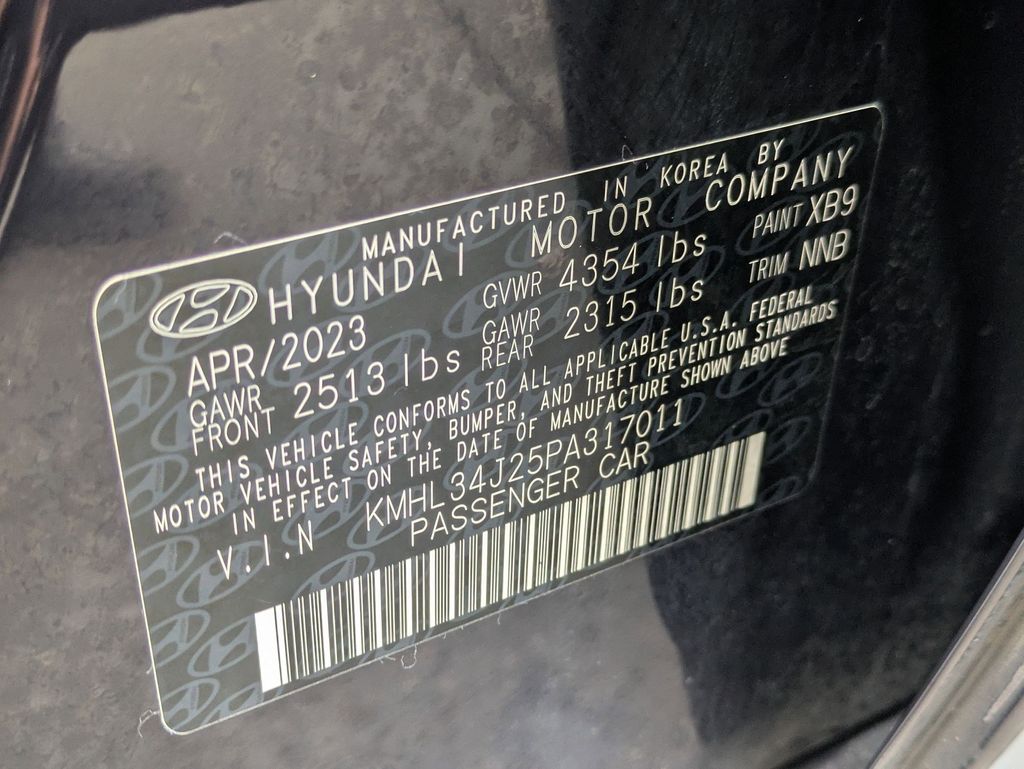 MANUFACTURED IN KOREA BY
HYUNDAI MOTOR COMPANY
APR/2023 GVWR 4354 lbs PAINT XB9
GAWR FRONT 2513 lbs GAWR REAR 2315 lbs TRIM NNB
THIS VEHICLE CONFORMS TO ALL APPLICABLE U.S.A. FEDERAL
MOTOR VEHICLE SAFETY, BUMPER, AND THEFT PREVENTION STANDARDS
IN EFFECT ON THE DATE OF MANUFACTURE SHOWN ABOVE
V.I.N KMHL34J25PA317011
PASSENGER CAR